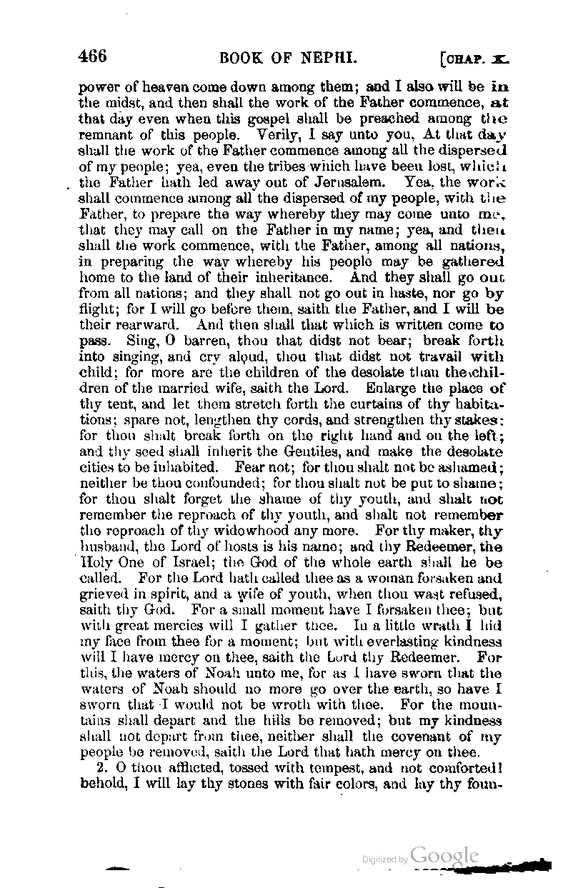 466 BOOK OF NEPHI. [CHAP. X.
power of heaven come down among them; and I also will be in
the midst, and then shall the work of the Father commence, at
that day even when this gospel shall be preached among the
remnant of this people. Verily, I say unto you, At that day
shall the work of the Father commence among all the dispersed
of my people; yea, even the tribes which have been lost, which
the Father hath led away out of Jerusalem. Yea, the work
shall commence among all the dispersed of my people, with the
Father, to prepare the way whereby they may come unto me,
that they may call on the Father in my name; yea, and then
shall the work commence, with the Father, among all nations,
in preparing the way whereby his people may be gathered
home to the land of their inheritance. And they shall go out
from all nations; and they shall not go out in haste, nor go by
flight; for I will go before them, saith the Father, and I will be
their rearward. And then shall that which is written come to
pass. Sing, O barren, thou that didst not bear; break forth
into singing, and cry aloud, thou that didst not travail with
child; for more are the children of the desolate than the chil-
dren of the married wife, saith the Lord. Enlarge the place of
thy tent, and let them stretch forth the curtains of thy habita-
tions; spare not, lengthen thy cords, and strengthen thy stakes;
for thou shalt break forth on the right hand and on the left;
and thy seed shall inherit the Gentiles, and make the desolate
cities to be inhabited. Fear not; for thou shalt not be ashamed;
neither be thou confounded; for thou shalt not be put to shame;
for thou shalt forget the shame of thy youth, and shalt not
remember the reproach of thy youth, and shalt not remember
the reproach of thy widowhood any more. For thy maker, thy
husband, the Lord of hosts is his name; and thy Redeemer, the
Holy One of Israel; the God of the whole earth shall he be
called. For the Lord hath called thee as a woman forsaken and
grieved in spirit, and a wife of youth, when thou wast refused,
saith thy God. For a small moment have I forsaken thee; but
with great mercies will I gather thee. In a little wrath I hid
my face from thee for a moment; but with everlasting kindness
will I have mercy on thee, saith the Lord thy Redeemer. For
this, the waters of Noah unto me, for as I have sworn that the
waters of Noah should no more go over the earth, so have I
sworn that I would not be wroth with thee. For the moun-
tains shall depart and the hills be removed; but my kindness
shall not depart from thee, neither shall the covenant of my
people be removed, saith the Lord that hath mercy on thee.
2. O thou afflicted, tossed with tempest, and not comforted!
behold, I will lay thy stones with fair colors, and lay thy foun-
Digitized by Google